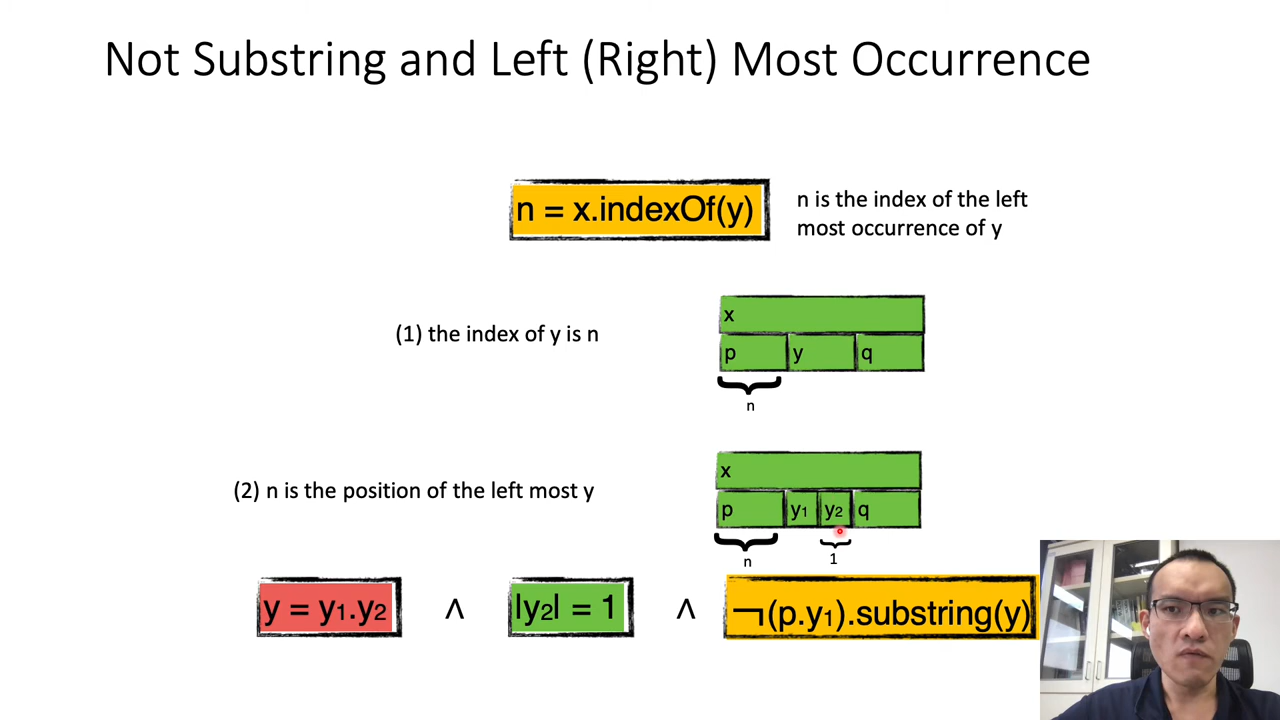 Not Substring and Left (Right) Most Occurrence
n = x.indexOf(y)
n is the index of the left
most occurrence of y
(1) the index of y is n
x
p y q
n
(2) n is the position of the left most y
x
p y₁ y₂ q
n 1
y = y₁.y₂ ∧ |y₂| = 1 ∧ ¬(p.y₁).substring(y)